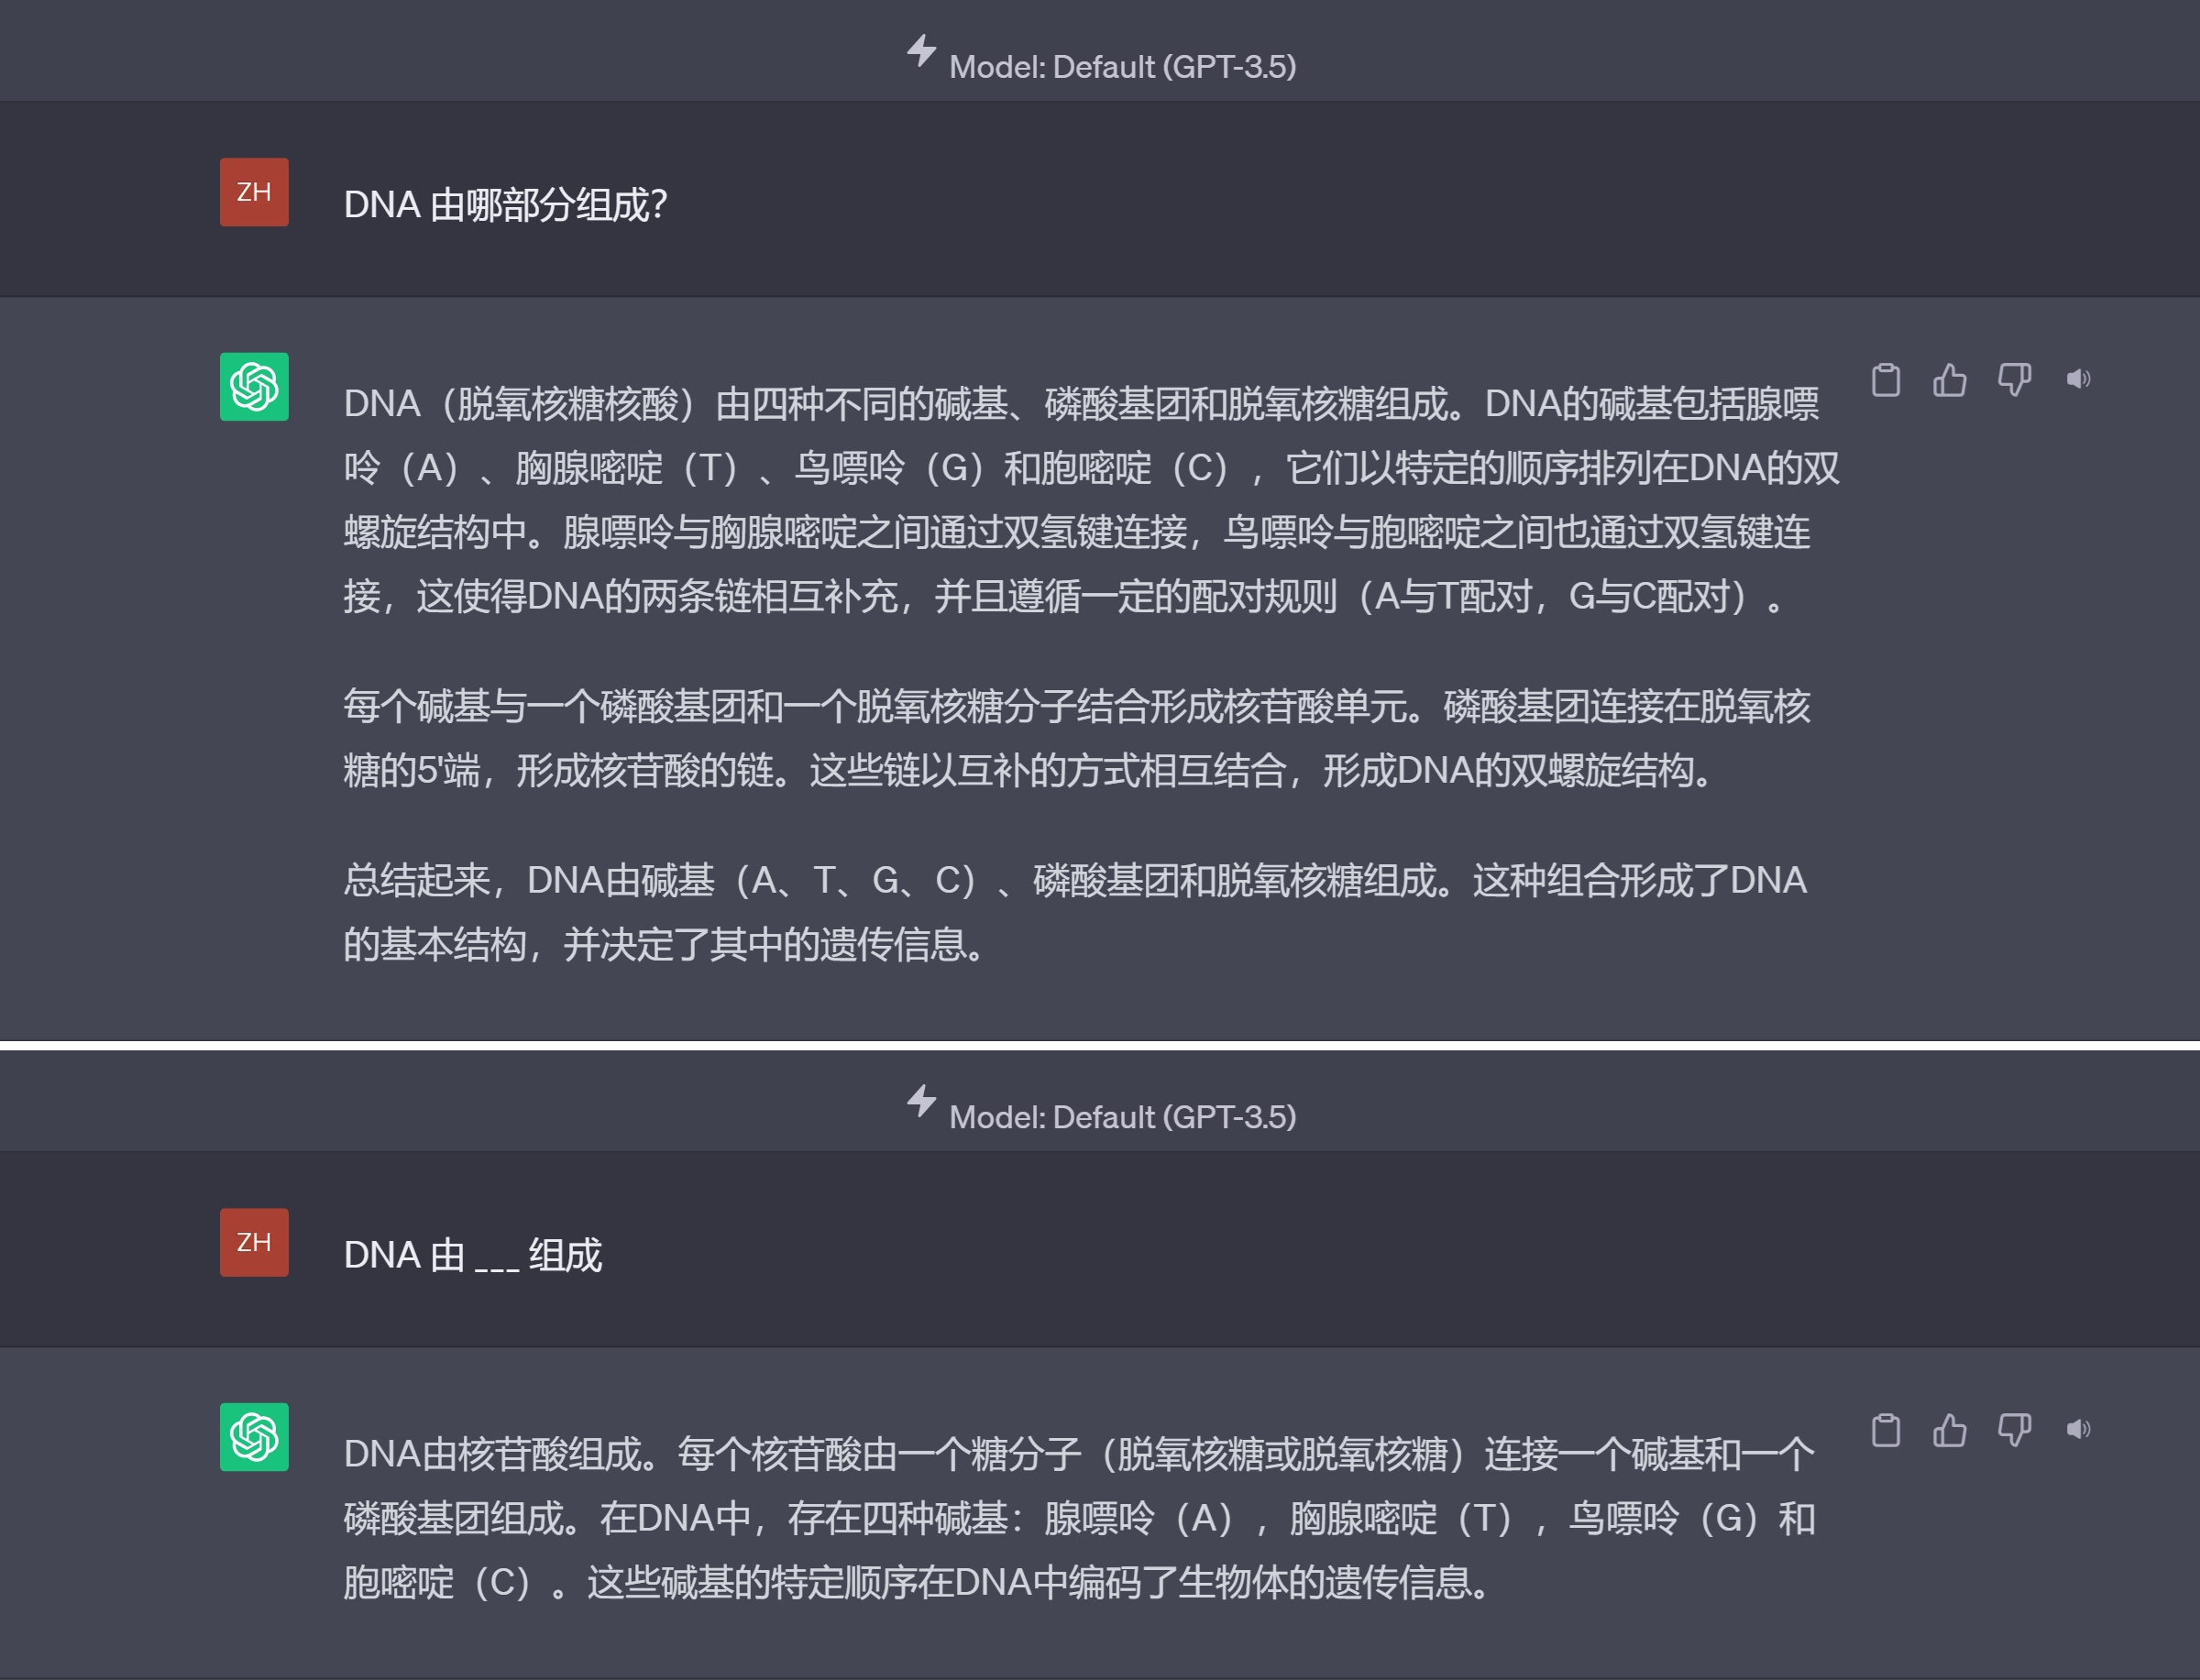 Model: Default (GPT-3.5)
ZH
DNA 由哪部分组成？
DNA（脱氧核糖核酸）由四种不同的碱基、磷酸基团和脱氧核糖组成。DNA的碱基包括腺嘌
呤（A）、胸腺嘧啶（T）、鸟嘌呤（G）和胞嘧啶（C），它们以特定的顺序排列在DNA的双
螺旋结构中。腺嘌呤与胸腺嘧啶之间通过双氢键连接，鸟嘌呤与胞嘧啶之间也通过双氢键连
接，这使得DNA的两条链相互补充，并且遵循一定的配对规则（A与T配对，G与C配对）。
每个碱基与一个磷酸基团和一个脱氧核糖分子结合形成核苷酸单元。磷酸基团连接在脱氧核
糖的5'端，形成核苷酸的链。这些链以互补的方式相互结合，形成DNA的双螺旋结构。
总结起来，DNA由碱基（A、T、G、C）、磷酸基团和脱氧核糖组成。这种组合形成了DNA
的基本结构，并决定了其中的遗传信息。
Model: Default (GPT-3.5)
ZH
DNA 由 ___ 组成
DNA由核苷酸组成。每个核苷酸由一个糖分子（脱氧核糖或脱氧核糖）连接一个碱基和一个
磷酸基团组成。在DNA中，存在四种碱基：腺嘌呤（A），胸腺嘧啶（T），鸟嘌呤（G）和
胞嘧啶（C）。这些碱基的特定顺序在DNA中编码了生物体的遗传信息。